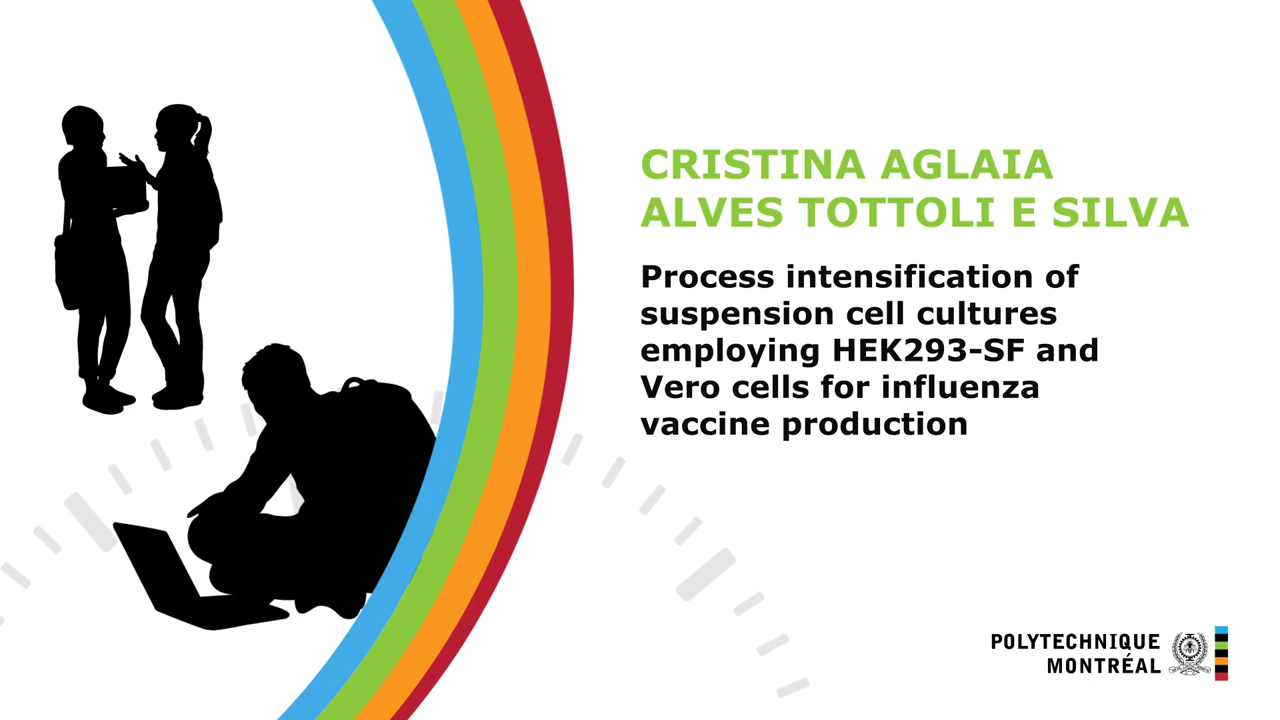 CRISTINA AGLAIA
ALVES TOTTOLI E SILVA
Process intensification of
suspension cell cultures
employing HEK293-SF and
Vero cells for influenza
vaccine production
POLYTECHNIQUE
MONTRÉAL